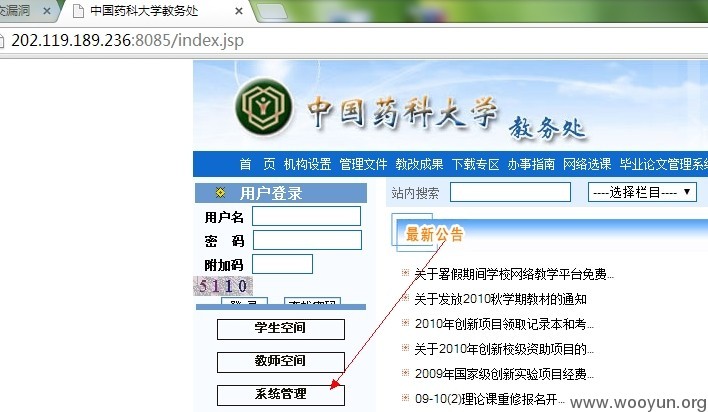 交漏洞
中国药科大学教务处
202.119.189.236:8085/index.jsp
中国药科大学 教务处
首 页 机构设置 管理文件 教改成果 下载专区 办事指南 网络选课 毕业论文管理系统
用户登录
站内搜索 ----选择栏目----
用户名
密 码
附加码
5110
登 录 查找密码
最新公告
关于暑假期间学校网络教学平台免费...
关于发放2010秋学期教材的通知
2010年创新项目领取记录本和考...
关于2010年创新校级资助项目的...
2009年国家级创新实验项目经费...
09-10(2)理论课重修报名开...
学生空间
教师空间
系统管理
www.wooyun.org